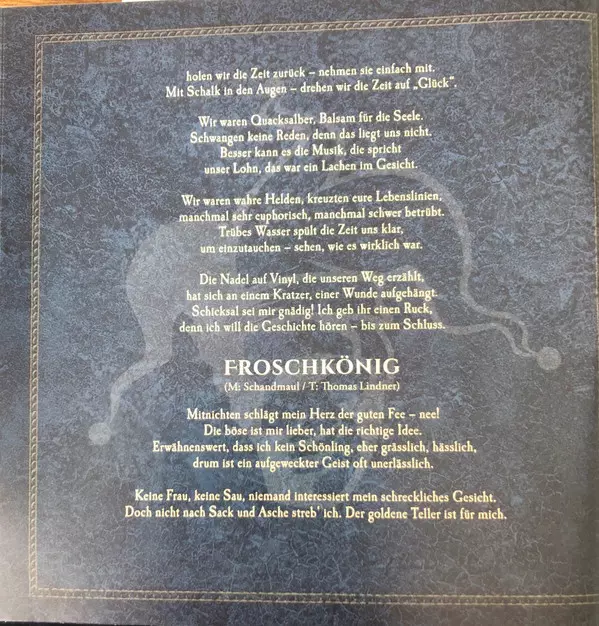 holen wir die Zeit zurück – nehmen sie einfach mit.
Mit Schalk in den Augen – drehen wir die Zeit auf „Glück“.
Wir waren Quacksalber, Balsam für die Seele.
Schwangen keine Reden, denn das liegt uns nicht.
Besser kann es die Musik, die spricht
unser Lohn, das war ein Lachen im Gesicht.
Wir waren wahre Helden, kreuzten eure Lebenslinien,
manchmal sehr euphorisch, manchmal schwer betrübt.
Trübes Wasser spült die Zeit uns klar,
um einzutauchen – sehen, wie es wirklich war.
Die Nadel auf Vinyl, die unseren Weg erzählt,
hat sich an einem Kratzer, einer Wunde aufgehängt.
Schicksal sei mir gnädig! Ich geb ihr einen Ruck,
denn ich will die Geschichte hören – bis zum Schluss.
FROSCHKÖNIG
(M: Schandmaul / T: Thomas Lindner)
Mitnichten schlägt mein Herz der guten Fee – nee!
Die böse ist mir lieber, hat die richtige Idee.
Erwähnenswert, dass ich kein Schönling, eher grässlich, hässlich,
drum ist ein aufgeweckter Geist oft unerlässlich.
Keine Frau, keine Sau, niemand interessiert mein schreckliches Gesicht.
Doch nicht nach Sack und Asche streb' ich. Der goldene Teller ist für mich.